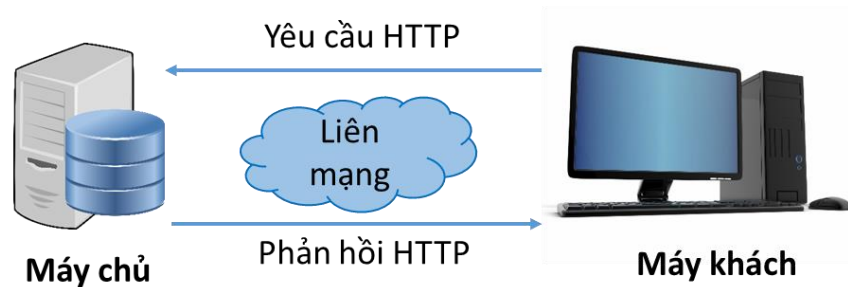 Yêu cầu HTTP
Liên
mạng
Phản hồi HTTP
Máy chủ
Máy khách